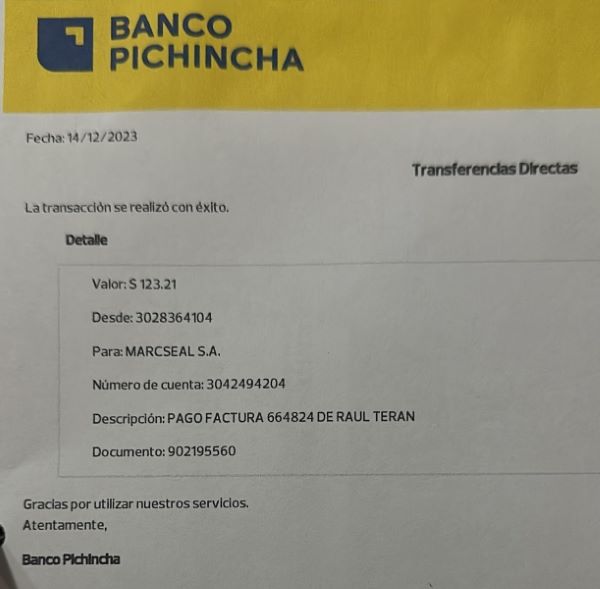 BANCO
PICHINCHA
Fecha: 14/12/2023
Transferencias Directas
La transacción se realizó con éxito.
Detalle
Valor: $ 123.21
Desde: 3028364104
Para: MARCSEAL S.A.
Número de cuenta: 3042494204
Descripción: PAGO FACTURA 664824 DE RAUL TERAN
Documento: 902195560
Gracias por utilizar nuestros servicios.
Atentamente,
Banco Pichincha